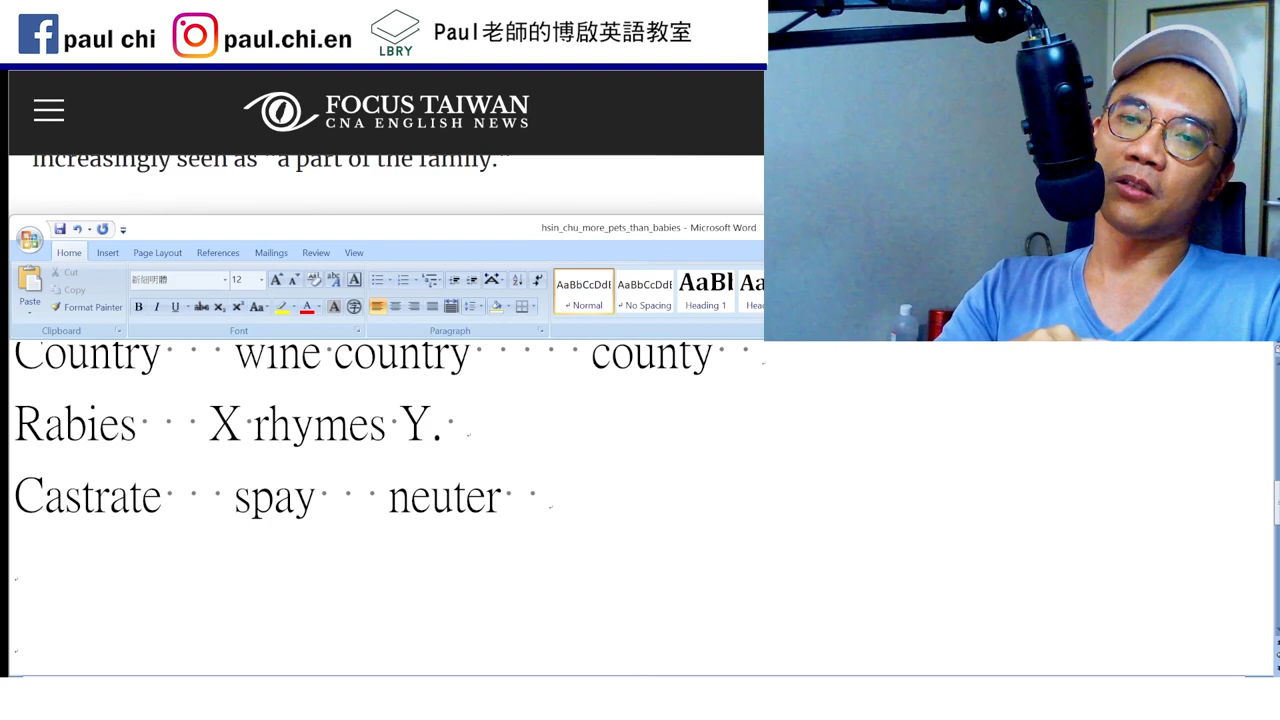 paul chi
paul.chi.en
LBRY
Paul老師的博啟英語教室
FOCUS TAIWAN
CNA ENGLISH NEWS
increasingly seen as "a part of the family."
hsin_chu_more_pets_than_babies - Microsoft Word
Home Insert Page Layout References Mailings Review View
Paste
Cut
Copy
Format Painter
新細明體 12
AaBbCcDdE AaBbCcDdE AaBb AaB
Normal No Spacing Heading 1 Hea
Clipboard Font Paragraph
Country wine country county
Rabies X rhymes Y.
Castrate spay neuter